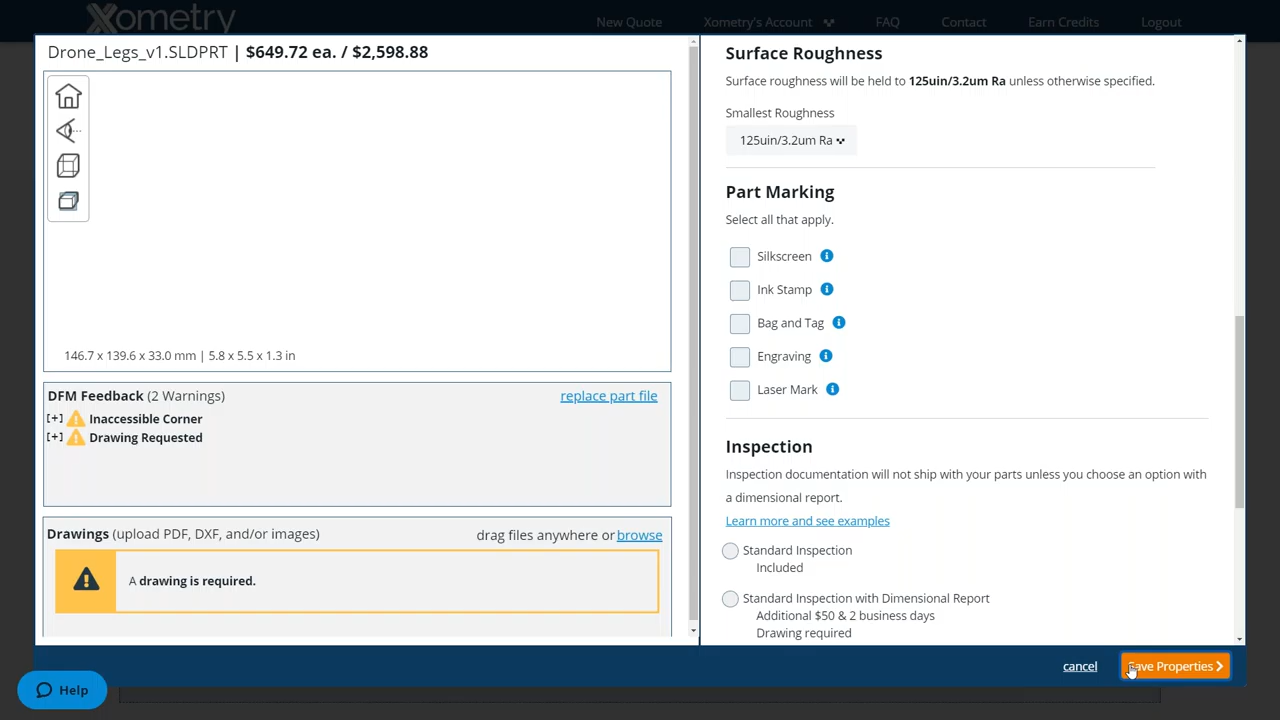 Xometry
New Quote
Xometry's Account
FAQ
Contact
Earn Credits
Logout
Drone_Legs_v1.SLDPRT | $649.72 ea. / $2,598.88
146.7 x 139.6 x 33.0 mm | 5.8 x 5.5 x 1.3 in
DFM Feedback (2 Warnings)
replace part file
[+] Inaccessible Corner
[+] Drawing Requested
Drawings (upload PDF, DXF, and/or images)
drag files anywhere or browse
A drawing is required.
Surface Roughness
Surface roughness will be held to 125uin/3.2um Ra unless otherwise specified.
Smallest Roughness
125uin/3.2um Ra
Part Marking
Select all that apply.
Silkscreen
Ink Stamp
Bag and Tag
Engraving
Laser Mark
Inspection
Inspection documentation will not ship with your parts unless you choose an option with
a dimensional report.
Learn more and see examples
Standard Inspection
Included
Standard Inspection with Dimensional Report
Additional $50 & 2 business days
Drawing required
cancel
Save Properties
Help